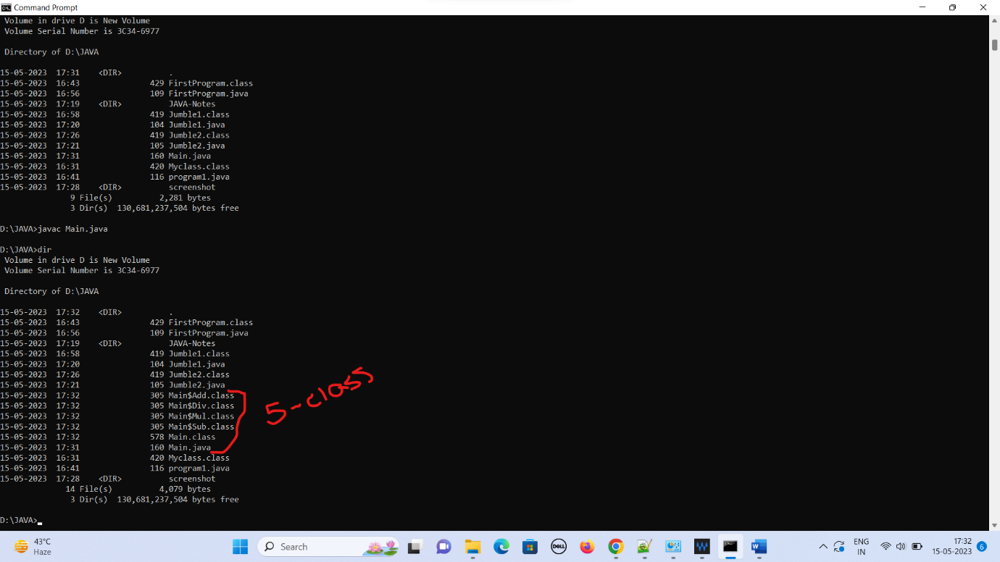 Command Prompt
Volume in drive D is New Volume
Volume Serial Number is 3C34-6977
Directory of D:\JAVA
15-05-2023  17:31    <DIR>          .
15-05-2023  16:43               429 FirstProgram.class
15-05-2023  16:56               109 FirstProgram.java
15-05-2023  17:19    <DIR>          JAVA-Notes
15-05-2023  16:58               419 Jumble1.class
15-05-2023  17:20               104 Jumble1.java
15-05-2023  17:26               419 Jumble2.class
15-05-2023  17:21               105 Jumble2.java
15-05-2023  17:31               160 Main.java
15-05-2023  16:31               420 Myclass.class
15-05-2023  16:41               116 program1.java
15-05-2023  17:28    <DIR>          screenshot
9 File(s)          2,281 bytes
3 Dir(s)  130,681,237,504 bytes free
D:\JAVA>javac Main.java
D:\JAVA>dir
Volume in drive D is New Volume
Volume Serial Number is 3C34-6977
Directory of D:\JAVA
15-05-2023  17:32    <DIR>          .
15-05-2023  16:43               429 FirstProgram.class
15-05-2023  16:56               109 FirstProgram.java
15-05-2023  17:19    <DIR>          JAVA-Notes
15-05-2023  16:58               419 Jumble1.class
15-05-2023  17:20               104 Jumble1.java
15-05-2023  17:26               419 Jumble2.class
15-05-2023  17:21               105 Jumble2.java
15-05-2023  17:32               305 Main$Add.class
15-05-2023  17:32               305 Main$Div.class
15-05-2023  17:32               305 Main$Mul.class
15-05-2023  17:32               305 Main$Sub.class
15-05-2023  17:32               578 Main.class
15-05-2023  17:31               160 Main.java
15-05-2023  16:31               420 Myclass.class
15-05-2023  16:41               116 program1.java
15-05-2023  17:28    <DIR>          screenshot
14 File(s)          4,079 bytes
3 Dir(s)  130,681,237,504 bytes free
5-class
D:\JAVA>
43°C
Haze
Search
DELL
ENG
IN
17:32
15-05-2023
6